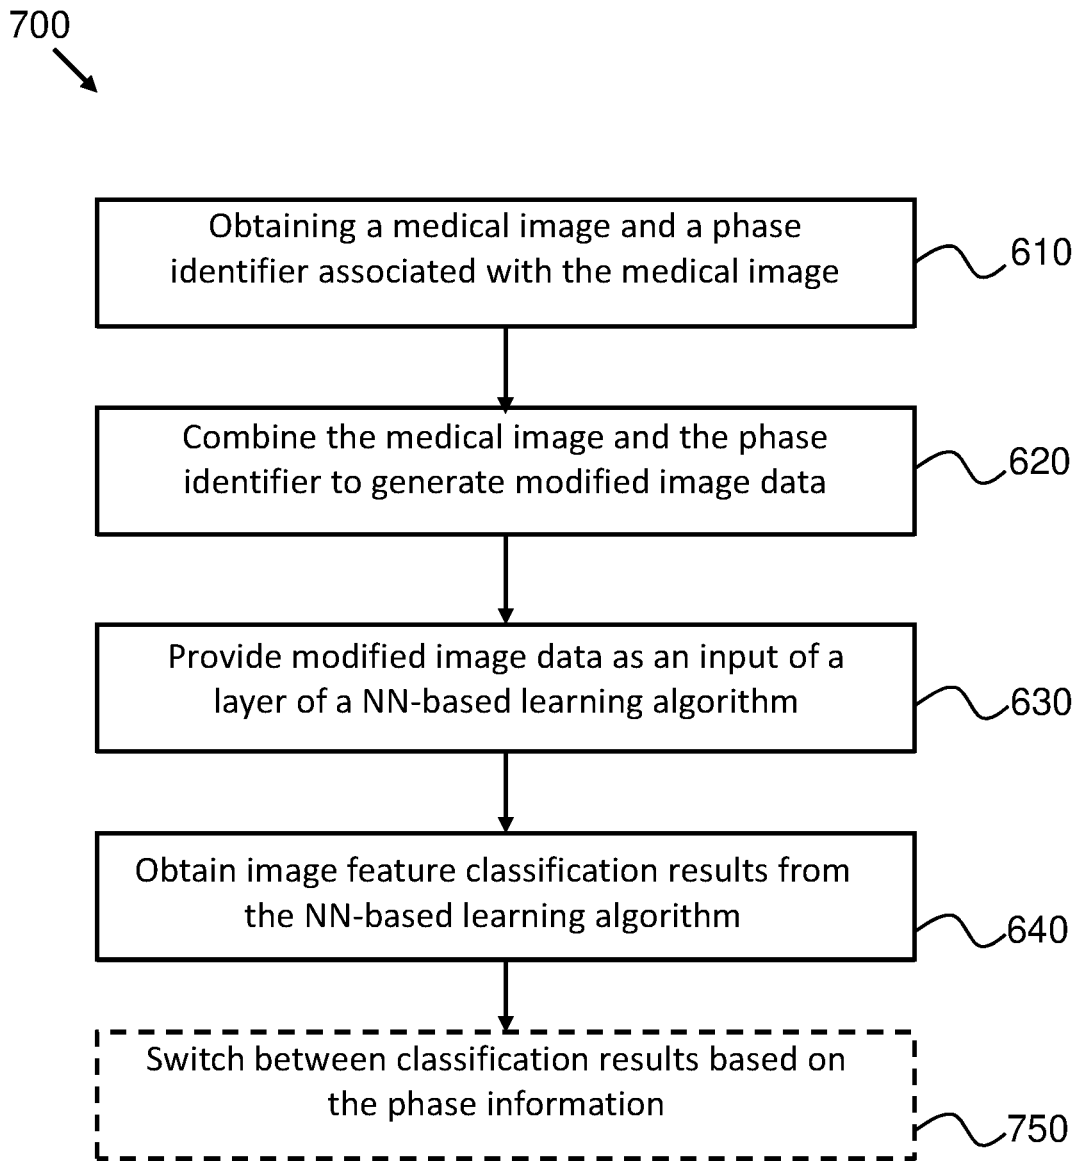 700
Obtaining a medical image and a phase
identifier associated with the medical image
610
Combine the medical image and the phase
identifier to generate modified image data
620
Provide modified image data as an input of a
layer of a NN-based learning algorithm
630
Obtain image feature classification results from
the NN-based learning algorithm
640
Switch between classification results based on
the phase information
750